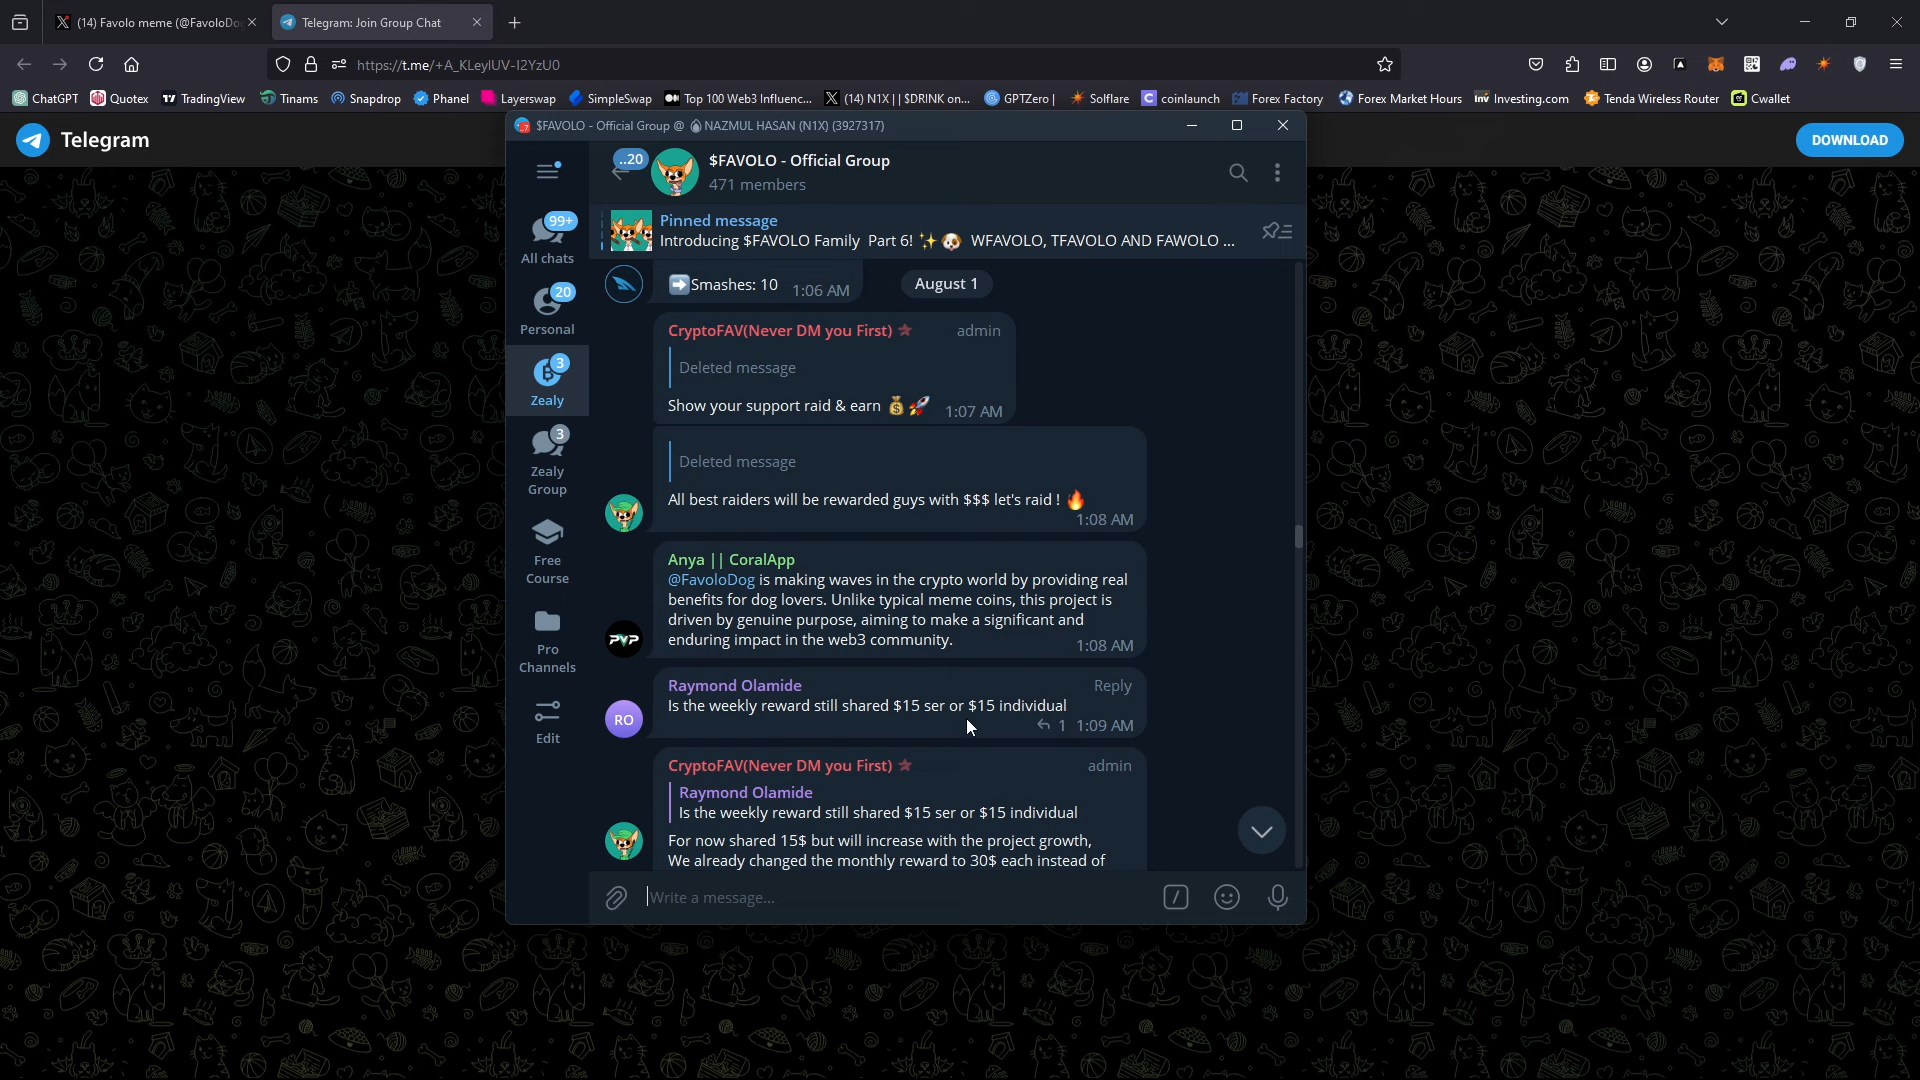 (14) Favolo meme (@FavoloDo
Telegram: Join Group Chat
https://t.me/+A_KLeylUV-I2YzU0
ChatGPT
Quotex
TradingView
Tinams
Snapdrop
Phanel
Layerswap
SimpleSwap
Top 100 Web3 Influenc...
(14) N1X | | $DRINK on...
GPTZero |
Solflare
coinlaunch
Forex Factory
Forex Market Hours
Investing.com
Tenda Wireless Router
Cwallet
Telegram
DOWNLOAD
$FAVOLO - Official Group @ NAZMUL HASAN (N1X) (3927317)
..20
$FAVOLO - Official Group
471 members
Pinned message
Introducing $FAVOLO Family Part 6! ✨🐶 WFAVOLO, TFAVOLO AND FAWOLO ...
99+
All chats
20
Personal
3
Zealy
3
Zealy
Group
Free
Course
Pro
Channels
Edit
➡️Smashes: 10 1:06 AM
August 1
CryptoFAV(Never DM you First) admin
Deleted message
Show your support raid & earn 💰🚀 1:07 AM
Deleted message
All best raiders will be rewarded guys with $$$ let's raid ! 🔥
1:08 AM
Anya || CoralApp
@FavoloDog is making waves in the crypto world by providing real
benefits for dog lovers. Unlike typical meme coins, this project is
driven by genuine purpose, aiming to make a significant and
enduring impact in the web3 community. 1:08 AM
PVP
Raymond Olamide Reply
Is the weekly reward still shared $15 ser or $15 individual
RO
1 1:09 AM
CryptoFAV(Never DM you First) admin
Raymond Olamide
Is the weekly reward still shared $15 ser or $15 individual
For now shared 15$ but will increase with the project growth,
We already changed the monthly reward to 30$ each instead of
Write a message...